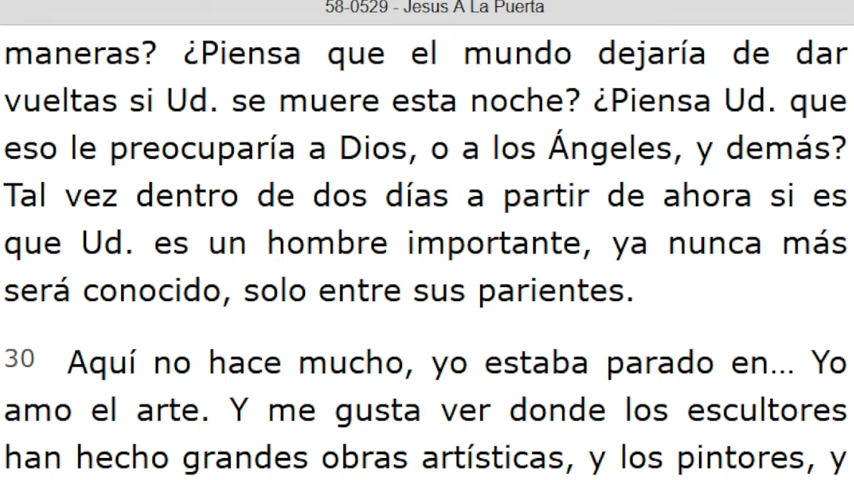 58-0529 - Jesus A La Puerta
maneras? ¿Piensa que el mundo dejaría de dar
vueltas si Ud. se muere esta noche? ¿Piensa Ud. que
eso le preocuparía a Dios, o a los Ángeles, y demás?
Tal vez dentro de dos días a partir de ahora si es
que Ud. es un hombre importante, ya nunca más
será conocido, solo entre sus parientes.
30 Aquí no hace mucho, yo estaba parado en... Yo
amo el arte. Y me gusta ver donde los escultores
han hecho grandes obras artísticas, y los pintores, y